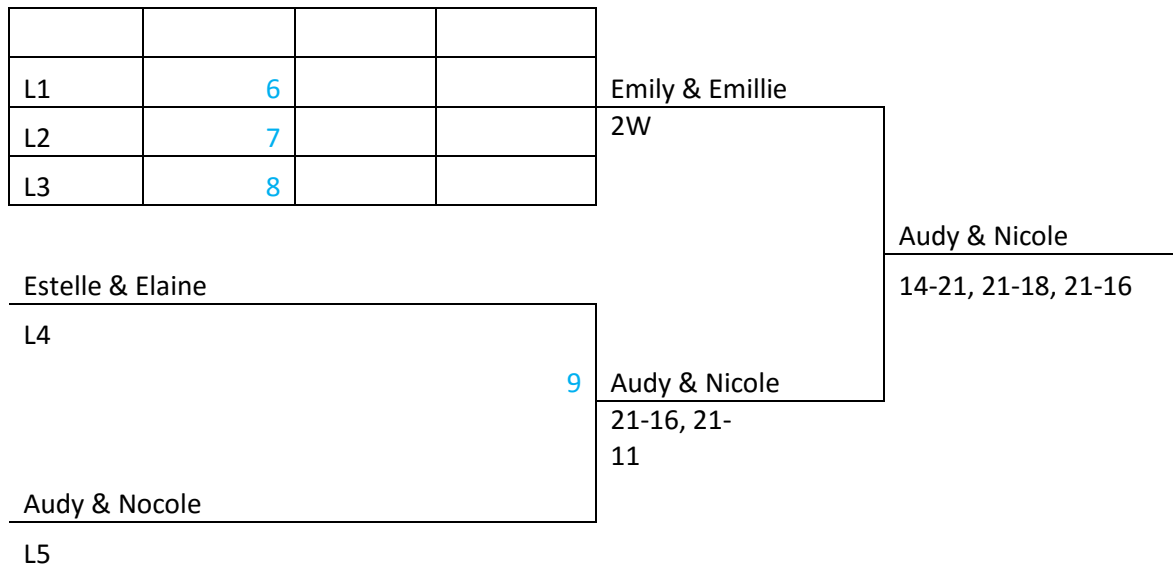 L1 6
Emily & Emillie
L2 7
2W
L3 8
Audy & Nicole
Estelle & Elaine
14-21, 21-18, 21-16
L4
9
Audy & Nicole
21-16, 21-
11
Audy & Nocole
L5